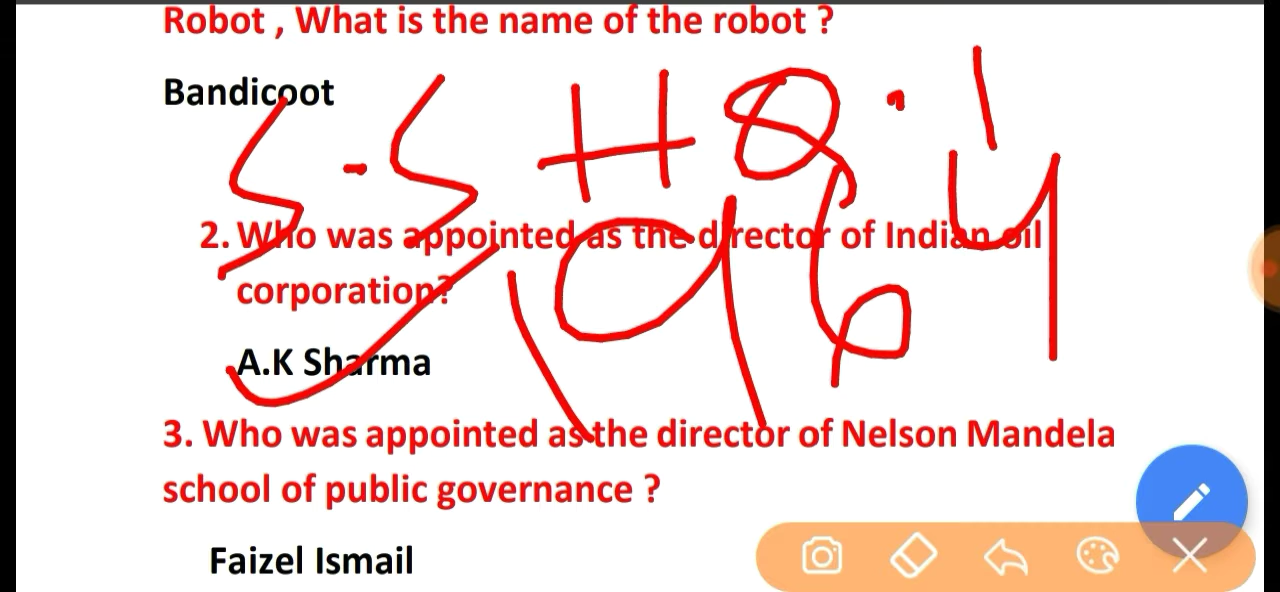 Robot , What is the name of the robot ?
Bandicoot
2. Who was appointed as the director of Indian oil
corporation?
A.K Sharma
3. Who was appointed as the director of Nelson Mandela
school of public governance ?
Faizel Ismail